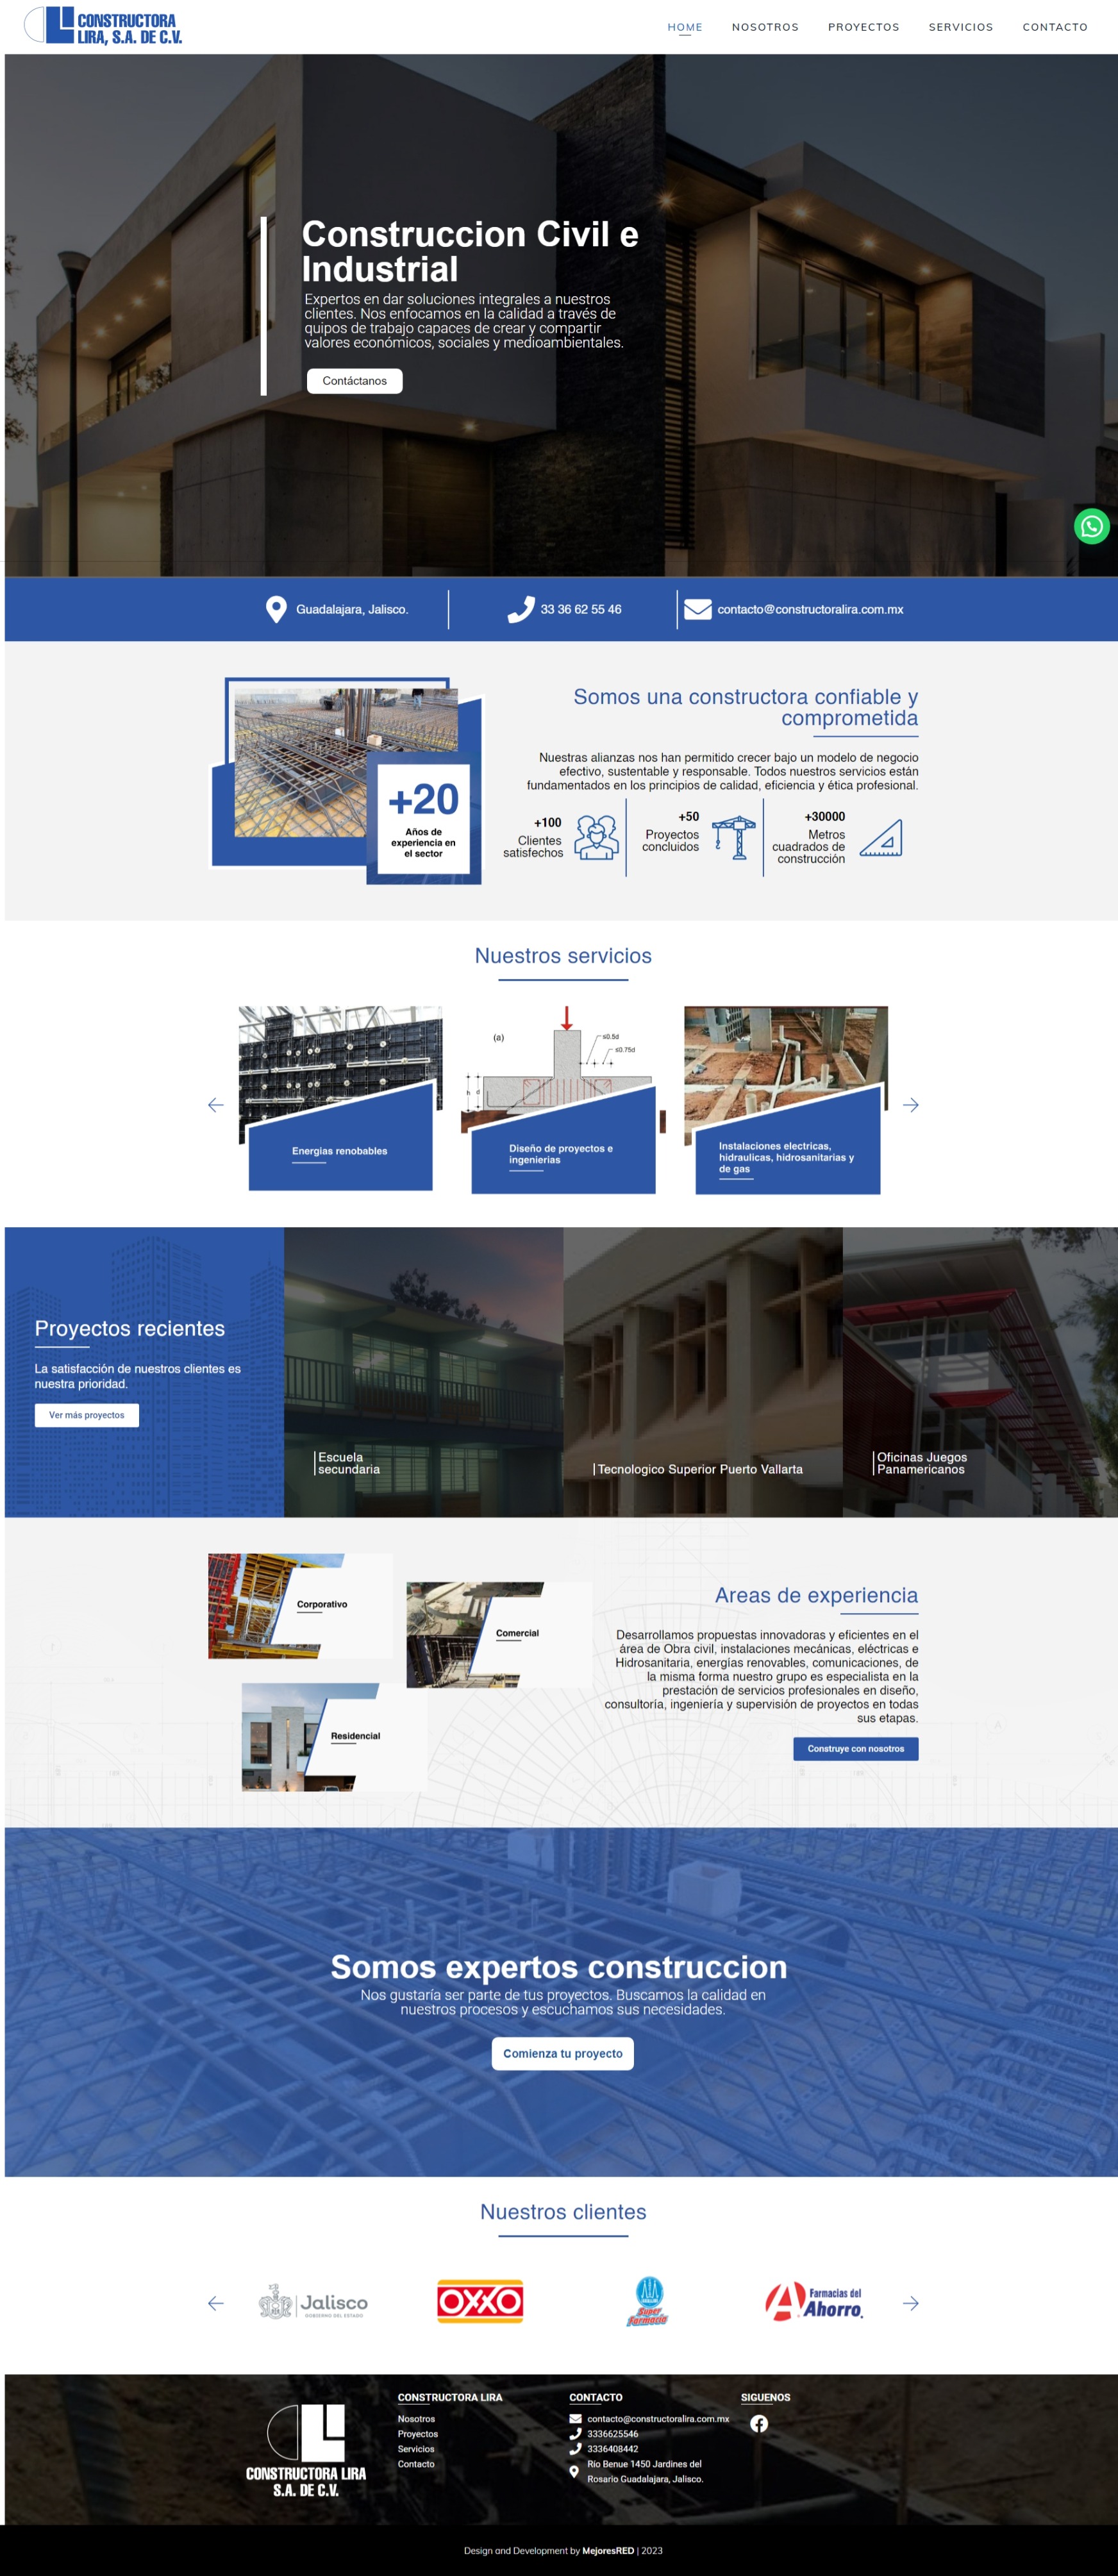 CONSTRUCTORA
LIRA, S.A. DE C.V.
HOME
NOSOTROS
PROYECTOS
SERVICIOS
CONTACTO
Construccion Civil e
Industrial
Expertos en dar soluciones integrales a nuestros
clientes. Nos enfocamos en la calidad a través de
quipos de trabajo capaces de crear y compartir
valores económicos, sociales y medioambientales.
Contáctanos
Guadalajara, Jalisco.
33 36 62 55 46
contacto@constructoralira.com.mx
+20
Años de
experiencia en
el sector
Somos una constructora confiable y
comprometida
Nuestras alianzas nos han permitido crecer bajo un modelo de negocio
efectivo, sustentable y responsable. Todos nuestros servicios están
fundamentados en los principios de calidad, eficiencia y ética profesional.
+100
Clientes
satisfechos
+50
Proyectos
concluidos
+30000
Metros
cuadrados de
construcción
Nuestros servicios
Energias renobables
(a)
≤0.5d
≤0.75d
h
d
Diseño de proyectos e
ingenierias
Instalaciones electricas,
hidraulicas, hidrosanitarias y
de gas
Proyectos recientes
La satisfacción de nuestros clientes es
nuestra prioridad.
Ver más proyectos
Escuela
secundaria
Tecnologico Superior Puerto Vallarta
Oficinas Juegos
Panamericanos
Corporativo
Comercial
Residencial
Areas de experiencia
Desarrollamos propuestas innovadoras y eficientes en el
área de Obra civil, instalaciones mecánicas, eléctricas e
Hidrosanitaria, energías renovables, comunicaciones, de
la misma forma nuestro grupo es especialista en la
prestación de servicios profesionales en diseño,
consultoría, ingeniería y supervisión de proyectos en todas
sus etapas.
Construye con nosotros
Somos expertos construccion
Nos gustaría ser parte de tus proyectos. Buscamos la calidad en
nuestros procesos y escuchamos sus necesidades.
Comienza tu proyecto
Nuestros clientes
Jalisco
GOBIERNO DEL ESTADO
OXXO
Super
Farmacia
Farmacias del
Ahorro
CONSTRUCTORA LIRA
S.A. DE C.V.
CONSTRUCTORA LIRA
Nosotros
Proyectos
Servicios
Contacto
CONTACTO
contacto@constructoralira.com.mx
3336625546
3336408442
Río Benue 1450 Jardines del
Rosario Guadalajara, Jalisco.
SIGUENOS
Design and Development by MejoresRED | 2023